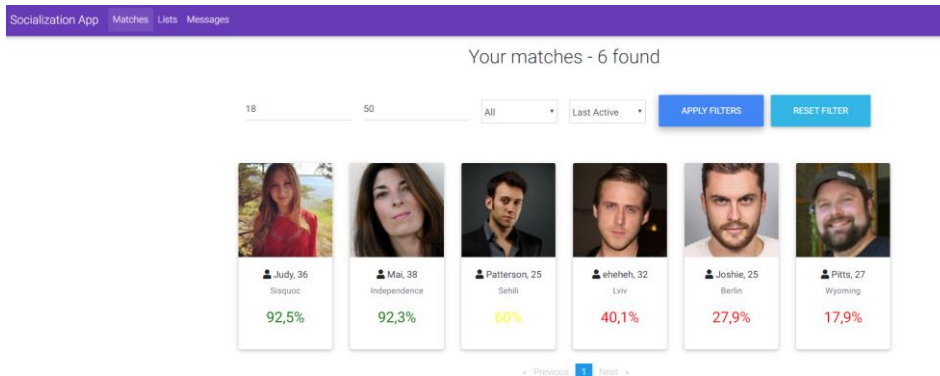 Socialization App Matches Lists Messages
Your matches - 6 found
18 50 All Last Active APPLY FILTERS RESET FILTER
Judy, 36 Mai, 38 Patterson, 25 eheheh, 32 Joshie, 25 Pitts, 27
Sisquoc Independence Sehili Lviv Berlin Wyoming
92,5% 92,3% 60% 40,1% 27,9% 17,9%
« Previous 1 Next »